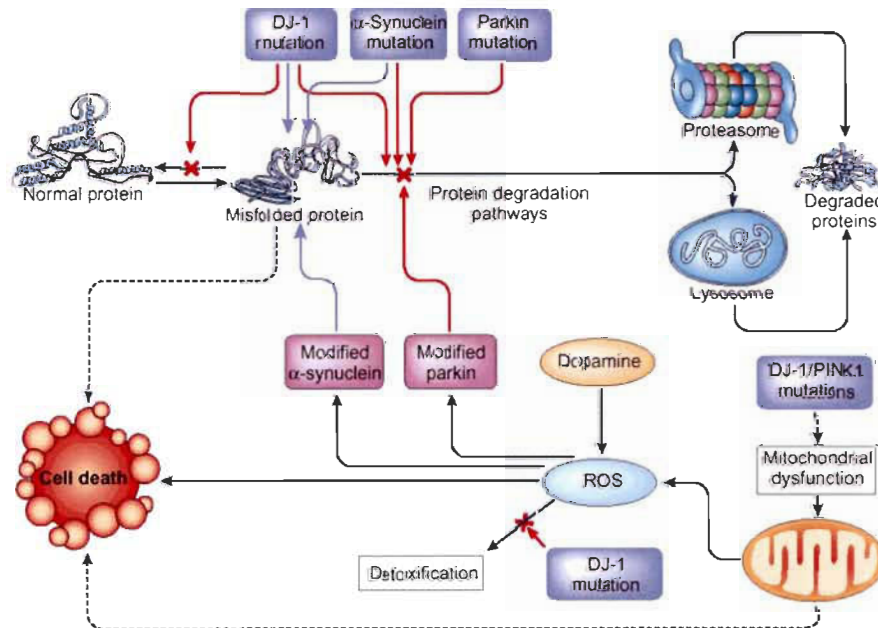 DJ-1
mutation
α-Synuclein
mutation
Parkin
mutation
Proteasome
Normal protein
Misfolded protein
Protein degradation
pathways
Degraded
proteins
Lysosome
Modified
α-synuclein
Modified
parkin
Dopamine
DJ-1/PINK1
mutations
Cell death
ROS
Mitochondrial
dysfunction
Detoxification
DJ-1
mutation